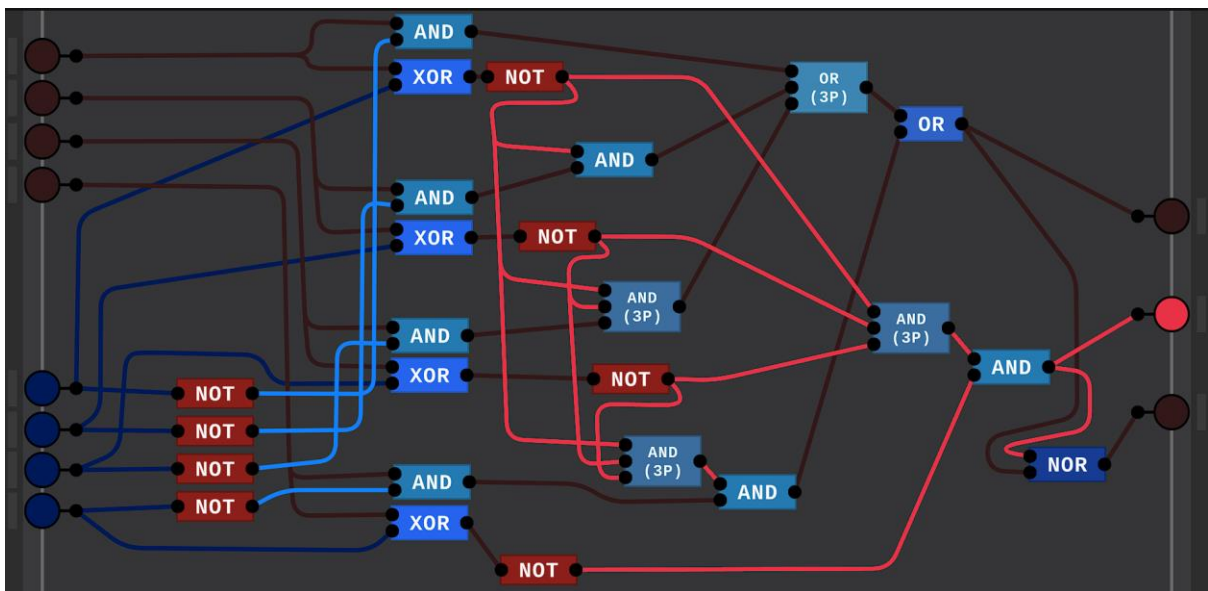 AND
XOR
NOT
OR
(3P)
OR
AND
AND
XOR
NOT
AND
(3P)
AND
(3P)
AND
XOR
NOT
AND
NOT
NOT
NOT
NOT
AND
(3P)
NOR
AND
AND
XOR
NOT